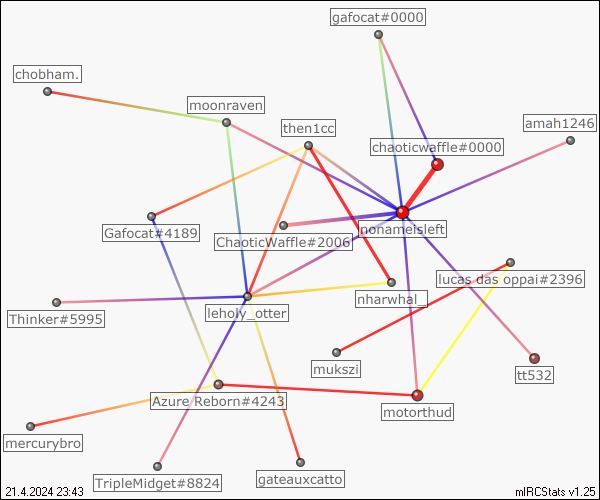 gafocat#0000
chobham.
moonraven
then1cc
amah1246
chaoticwaffle#0000
nonameisleft
Gafocat#4189
ChaoticWaffle#2006
lucas das oppai#2396
nharwhal_
leholy_otter
Thinker#5995
mukszi
tt532
Azure Reborn#4243
motorthud
mercurybro
TripleMidget#8824
gateauxcatto
21.4.2024 23:43
mIRCStats v1.25